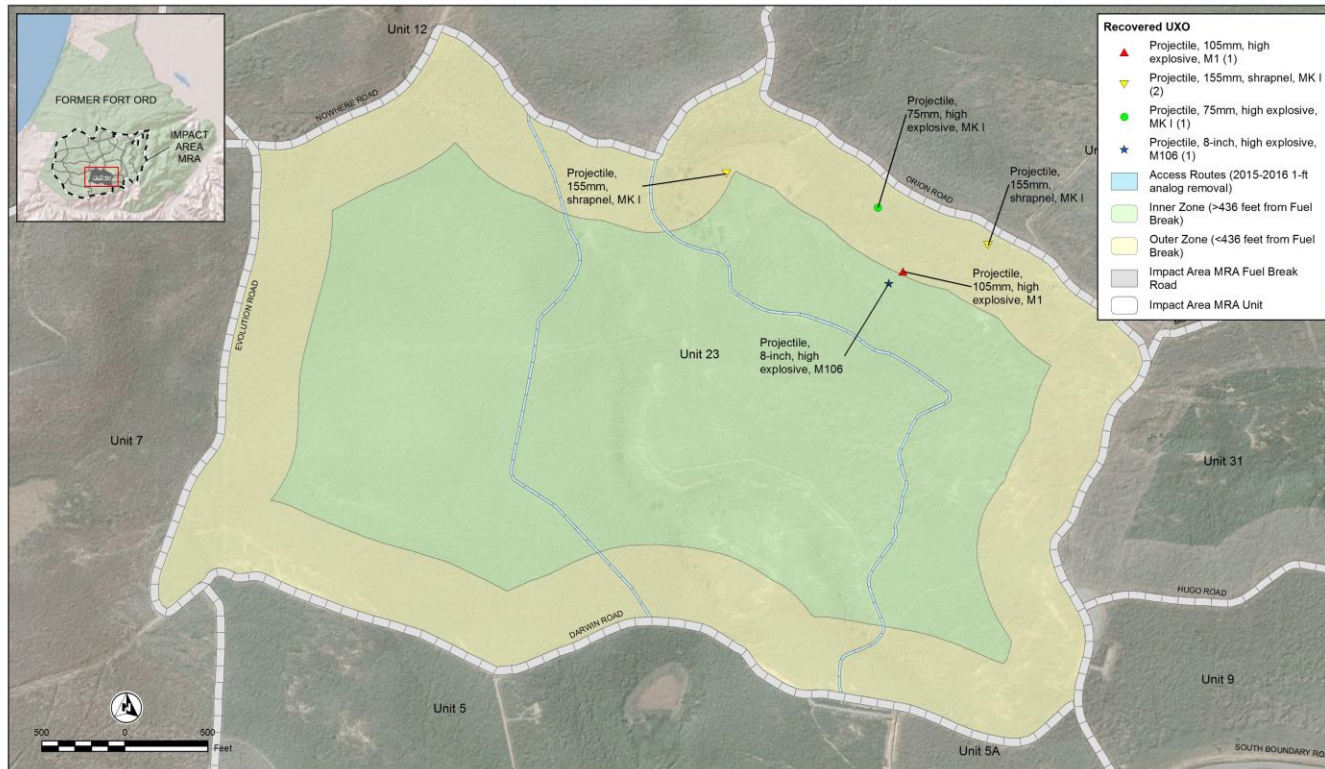 FORMER FORT ORD
IMPACT
AREA
MRA
Unit 12
NOWHERE ROAD
Projectile,
75mm, high
explosive, MK I
Projectile,
155mm,
shrapnel, MK I
ORION ROAD
Projectile,
155mm,
shrapnel, MK I
Projectile,
105mm, high
explosive, M1
Projectile,
8-inch, high
explosive, M106
EVOLUTION ROAD
Unit 23
Unit 7
Unit 31
HUGO ROAD
DARWIN ROAD
Unit 9
Unit 5
Unit 5A
SOUTH BOUNDARY RO
N
500 0 500
Feet
Recovered UXO
Projectile, 105mm, high
explosive, M1 (1)
Projectile, 155mm, shrapnel, MK I
(2)
Projectile, 75mm, high explosive,
MK I (1)
Projectile, 8-inch, high explosive,
M106 (1)
Access Routes (2015-2016 1-ft
analog removal)
Inner Zone (>436 feet from Fuel
Break)
Outer Zone (<436 feet from Fuel
Break)
Impact Area MRA Fuel Break
Road
Impact Area MRA Unit